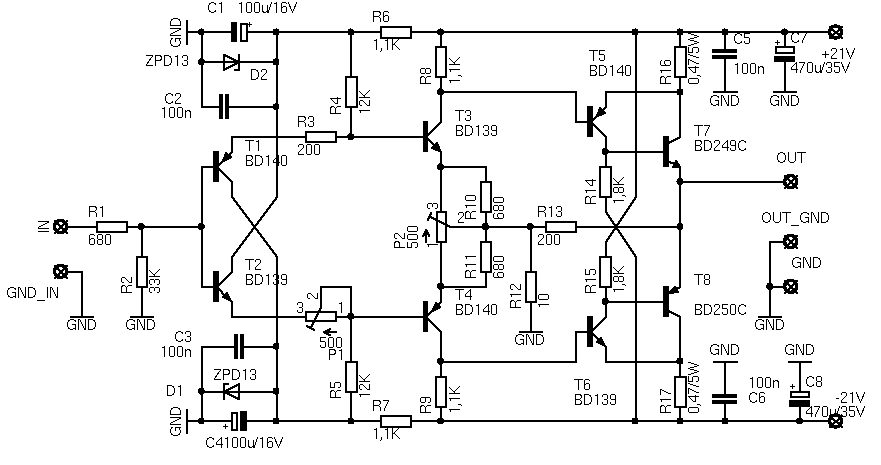 C1 100u/16V
R6
1,1K
GND
ZPD13
D2
C2
100n
R4
12K
R8
1,1K
T5
BD140
R16
0,47/5W
C5
100n
C7
470u/35V
+21V
GND
GND
T1
BD140
R3
200
T3
BD139
T7
BD249C
R14
1,8K
OUT
R10
680
IN
R1
680
P2
500
3
2
1
R13
200
OUT_GND
GND
R2
33K
GND_IN
GND
GND
T2
BD139
R11
680
R12
10
GND
R15
1,8K
T8
BD250C
GND
T4
BD140
3
2
1
500
P1
C3
100n
ZPD13
D1
GND
C4100u/16V
R5
12K
R7
1,1K
R9
1,1K
T6
BD139
R17
0,47/5W
GND
GND
100n
C6
C8
470u/35V
-21V